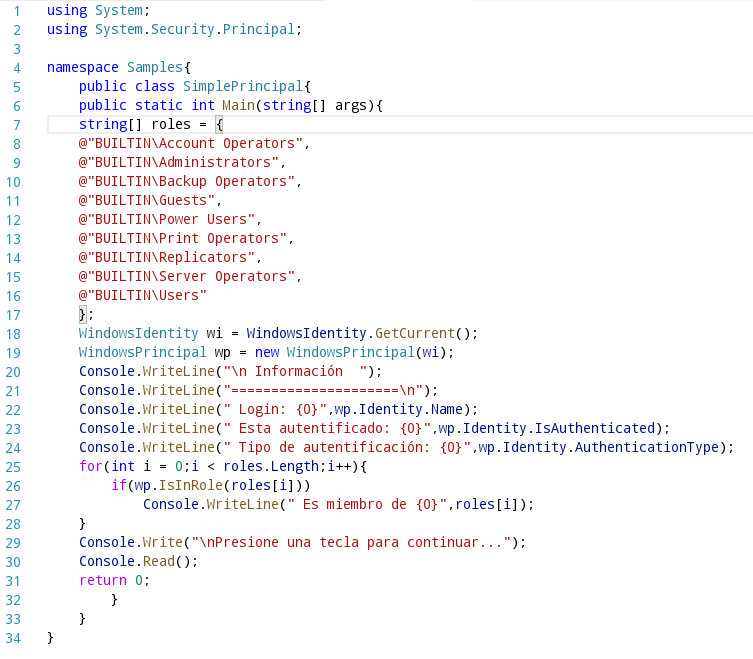 1 using System;
2 using System.Security.Principal;
3
4 namespace Samples{
5     public class SimplePrincipal{
6     public static int Main(string[] args){
7     string[] roles = {
8     @"BUILTIN\Account Operators",
9     @"BUILTIN\Administrators",
10     @"BUILTIN\Backup Operators",
11     @"BUILTIN\Guests",
12     @"BUILTIN\Power Users",
13     @"BUILTIN\Print Operators",
14     @"BUILTIN\Replicators",
15     @"BUILTIN\Server Operators",
16     @"BUILTIN\Users"
17     };
18     WindowsIdentity wi = WindowsIdentity.GetCurrent();
19     WindowsPrincipal wp = new WindowsPrincipal(wi);
20     Console.WriteLine("\n Información  ");
21     Console.WriteLine("=====================\n");
22     Console.WriteLine(" Login: {0}",wp.Identity.Name);
23     Console.WriteLine(" Esta autentificado: {0}",wp.Identity.IsAuthenticated);
24     Console.WriteLine(" Tipo de autentificación: {0}",wp.Identity.AuthenticationType);
25     for(int i = 0;i < roles.Length;i++){
26         if(wp.IsInRole(roles[i]))
27             Console.WriteLine(" Es miembro de {0}",roles[i]);
28     }
29     Console.Write("\nPresione una tecla para continuar...");
30     Console.Read();
31     return 0;
32         }
33     }
34 }